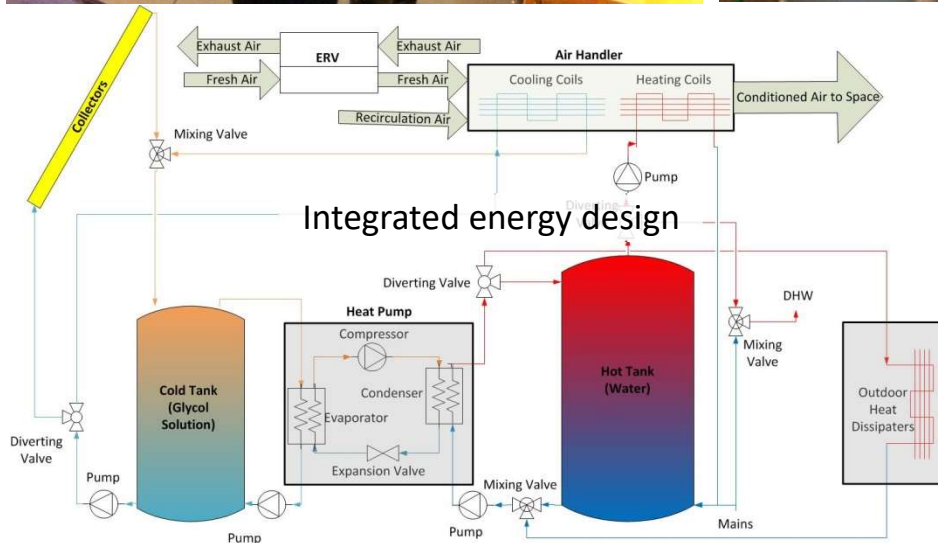 Exhaust Air
Exhaust Air
ERV
Fresh Air
Fresh Air
Air Handler
Cooling Coils
Heating Coils
Recirculation Air
Conditioned Air to Space
Collectors
Mixing Valve
Pump
Diverting
Integrated energy design
Diverting Valve
DHW
Mixing
Valve
Heat Pump
Compressor
Condenser
Evaporator
Expansion Valve
Cold Tank
(Glycol
Solution)
Hot Tank
(Water)
Outdoor
Heat
Dissipaters
Diverting
Valve
Pump
Pump
Mixing Valve
Pump
Mains